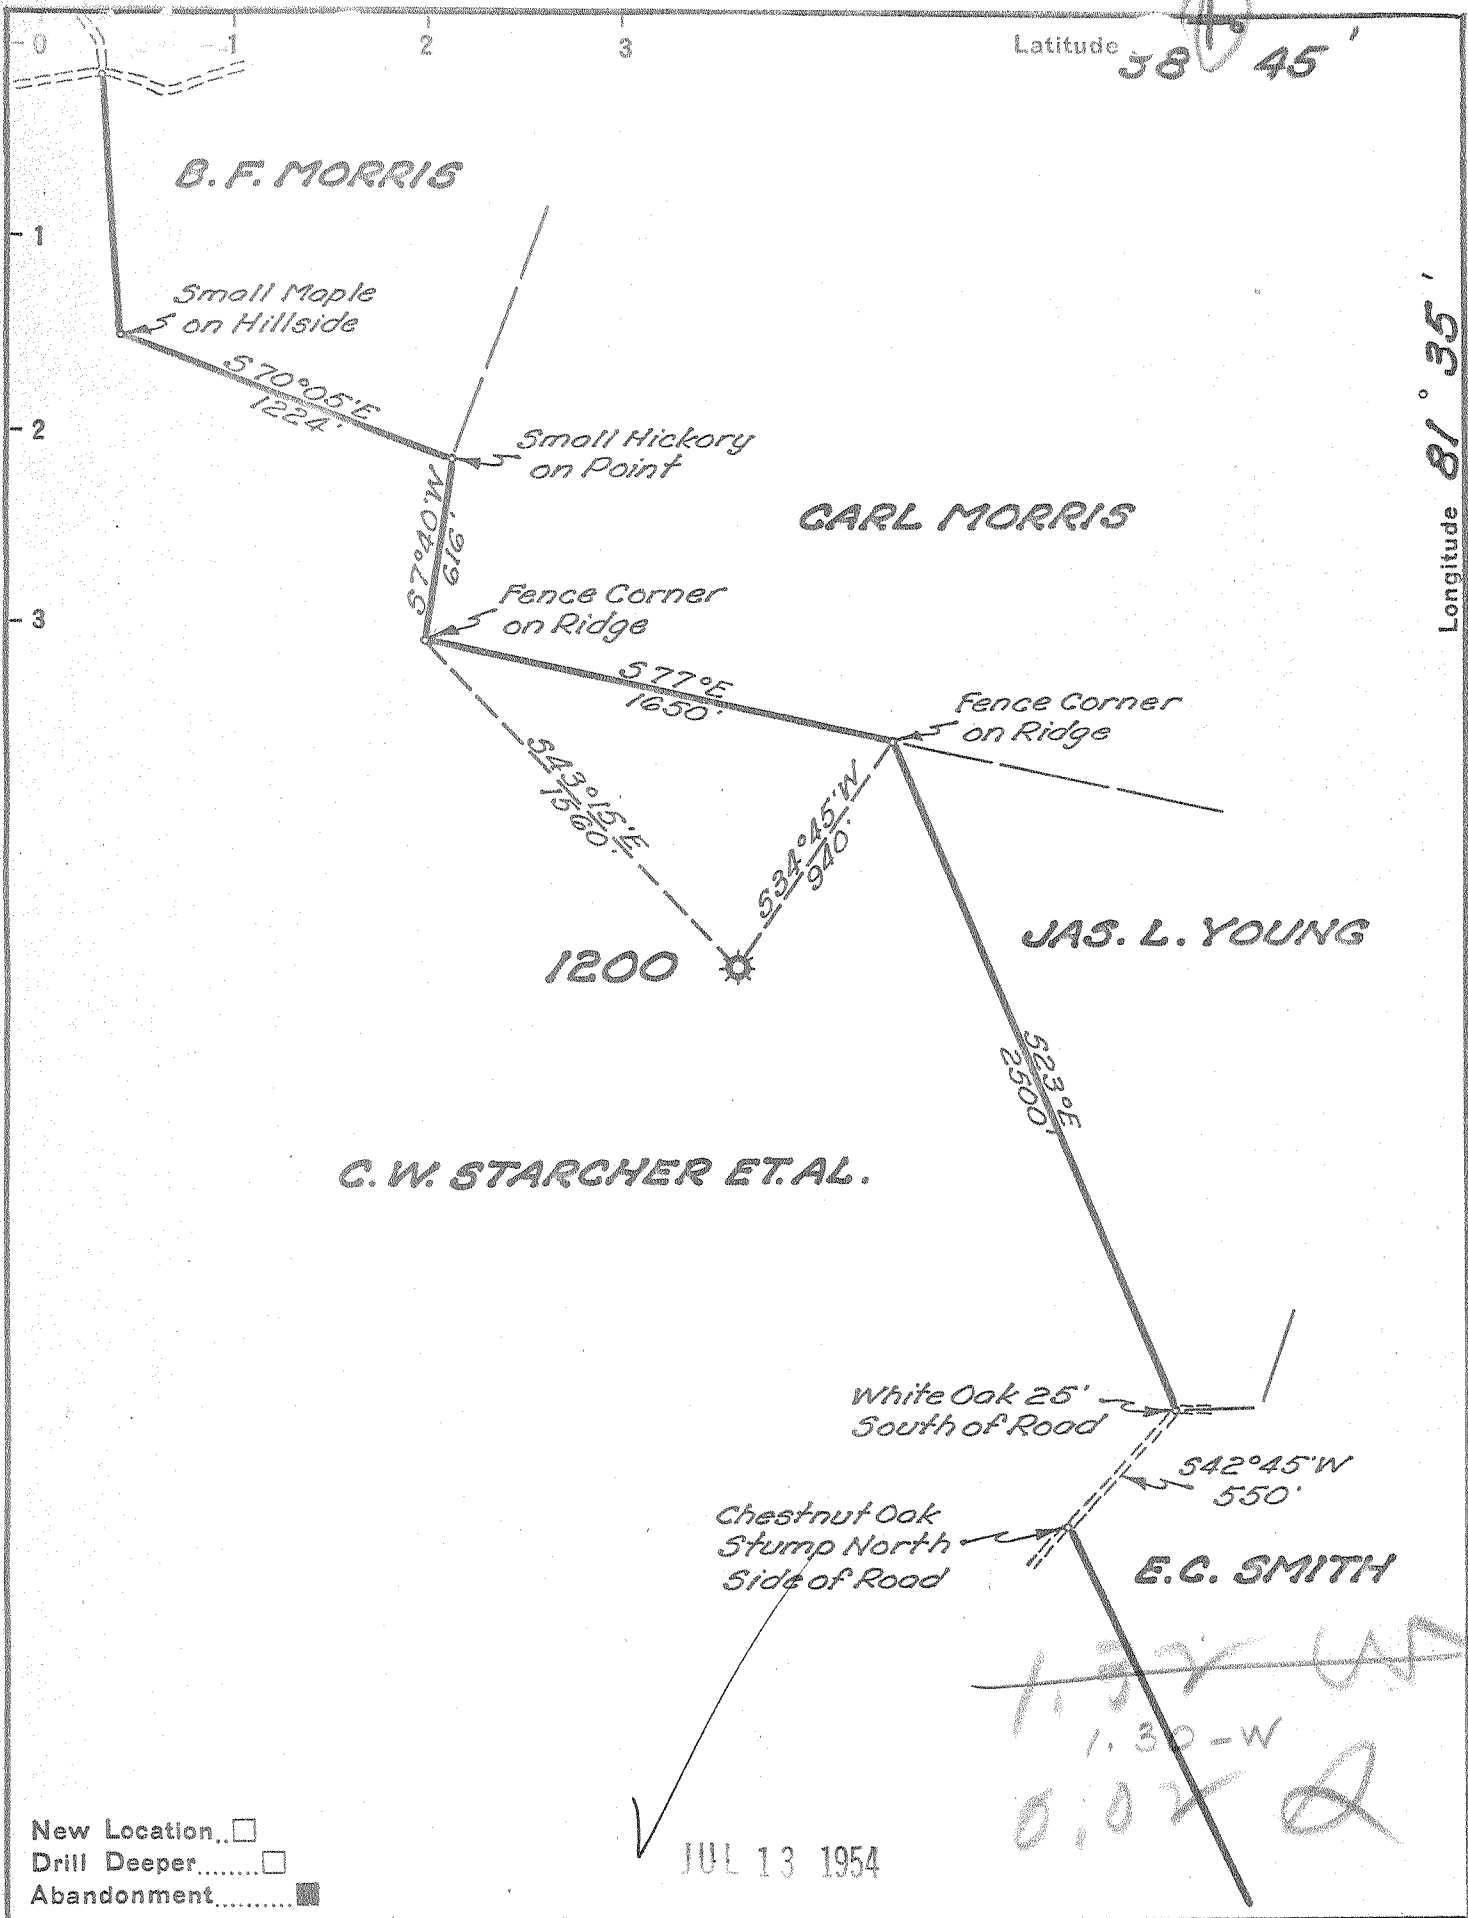 0 1 2 3
Latitude 38° 45'
B. F. MORRIS
1
Longitude 81° 35'
Small Maple
on Hillside
S 70°05'E
1224'
2
Small Hickory
on Point
S 7°40'W
616'
CARL MORRIS
Fence Corner
on Ridge
3
S 77°E
1650'
Fence Corner
on Ridge
S43°15'E
1560'
S34°45'W
940'
JAS. L. YOUNG
1200
S23°E
2500'
C. W. STARCHER ET. AL.
White Oak 25'
South of Road
S42°45'W
550'
Chestnut Oak
Stump North
Side of Road
E.C. SMITH
1.30 - W
New Location..
Drill Deeper........
Abandonment..........
JUL 13 1954